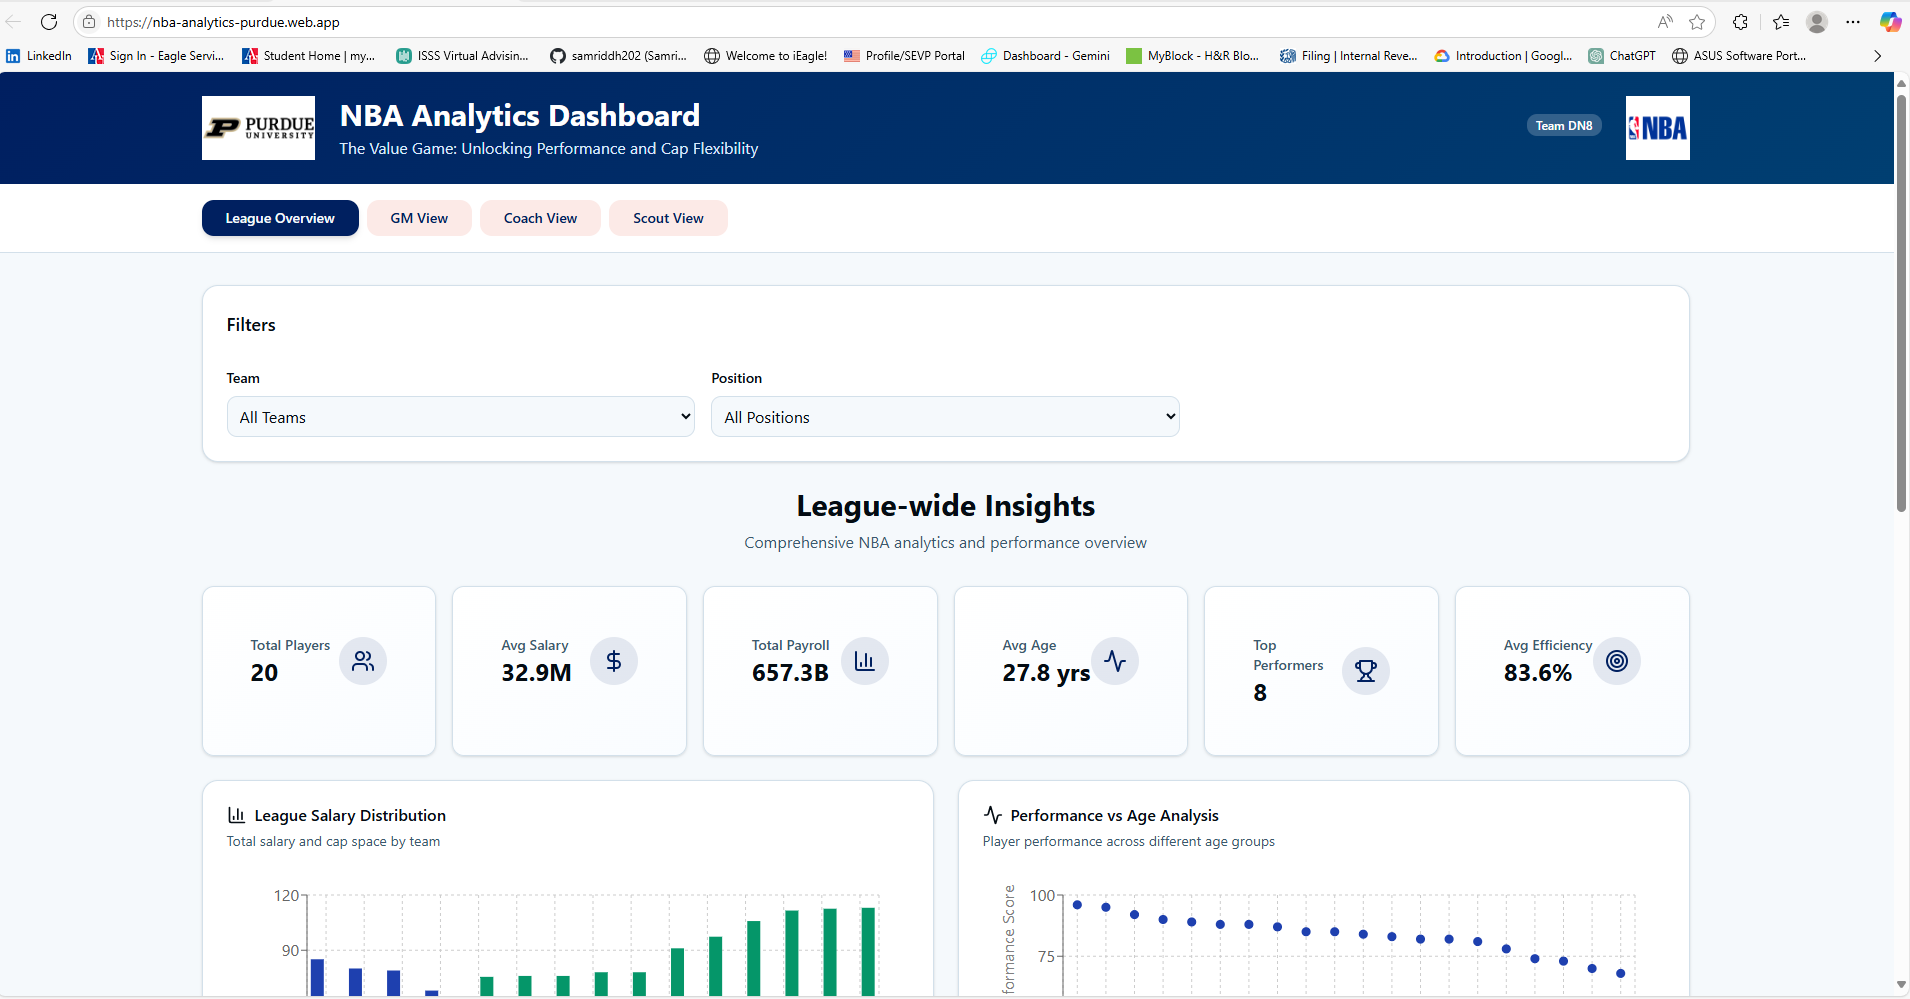 https://nba-analytics-purdue.web.app
LinkedIn
Sign In - Eagle Servi...
Student Home | my...
ISSS Virtual Advisin...
samriddh202 (Samri...
Welcome to iEagle!
Profile/SEVP Portal
Dashboard - Gemini
MyBlock - H&R Blo...
Filing | Internal Reve...
Introduction | Googl...
ChatGPT
ASUS Software Port...
PURDUE
UNIVERSITY
NBA Analytics Dashboard
The Value Game: Unlocking Performance and Cap Flexibility
Team DN8
NBA
League Overview
GM View
Coach View
Scout View
Filters
Team
Position
All Teams
All Positions
League-wide Insights
Comprehensive NBA analytics and performance overview
Total Players
20
Avg Salary
32.9M
Total Payroll
657.3B
Avg Age
27.8 yrs
Top
Performers
8
Avg Efficiency
83.6%
League Salary Distribution
Total salary and cap space by team
120
90
Performance vs Age Analysis
Player performance across different age groups
100
75
formance Score